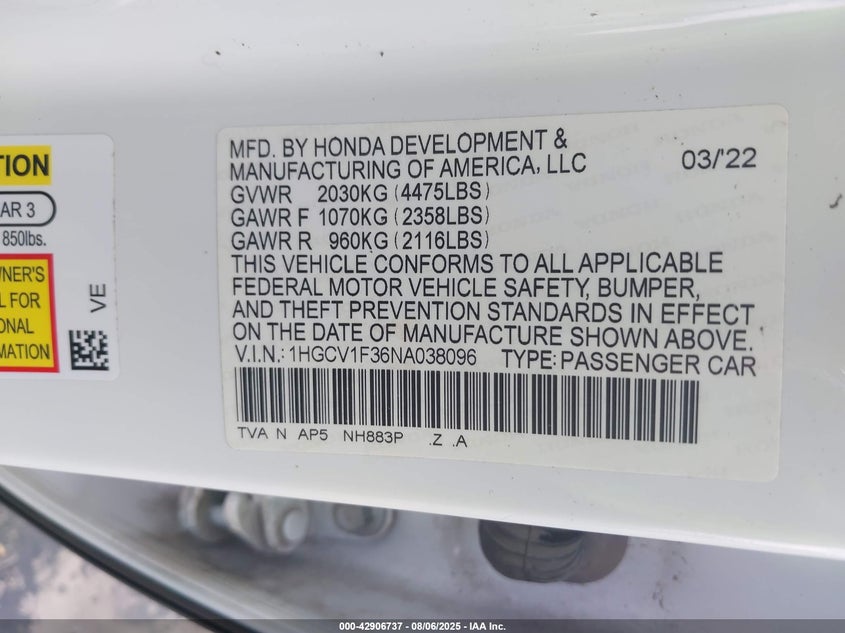 TION
AR 3
850lbs.
WNER'S
L FOR
ONAL
MATION
VE
MFD. BY HONDA DEVELOPMENT &
MANUFACTURING OF AMERICA, LLC 03/'22
GVWR 2030KG (4475LBS)
GAWR F 1070KG (2358LBS)
GAWR R 960KG (2116LBS)
THIS VEHICLE CONFORMS TO ALL APPLICABLE
FEDERAL MOTOR VEHICLE SAFETY, BUMPER,
AND THEFT PREVENTION STANDARDS IN EFFECT
ON THE DATE OF MANUFACTURE SHOWN ABOVE.
V.I.N.: 1HGCV1F36NA038096 TYPE: PASSENGER CAR
TVA N AP5 NH883P .Z .A
000-42906737 - 08/06/2025 - IAA Inc.